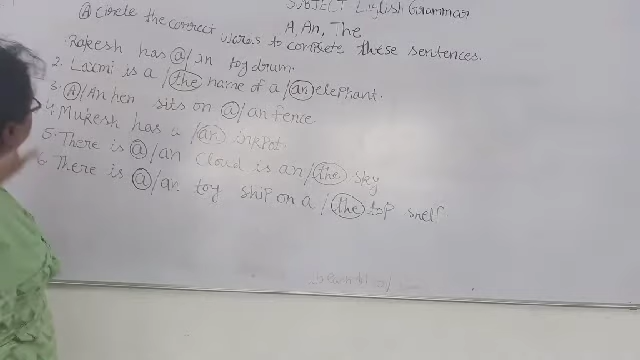 SUBJECT English Grammar
A, An, The
(A) Circle the correct words to complete these sentences.
Rakesh has a/an toy drum.
2. Laxmi is a/the name of a/an elephant.
3. A/An hen sits on a/an fence
4. Mukesh has a/an inkpot.
5. There is a/an cloud is an/the sky
6. There is a/an toy ship on a/the top shelf